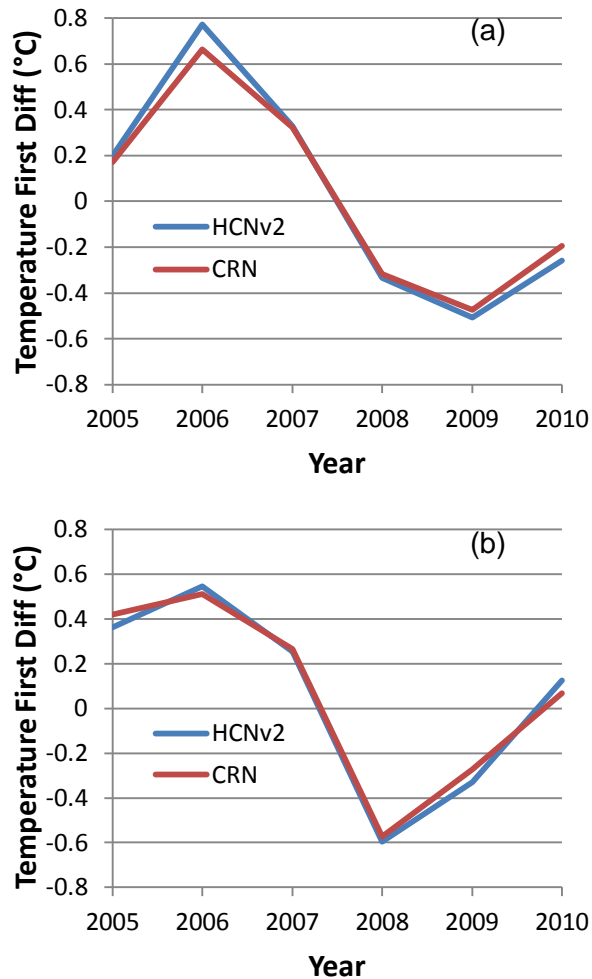 (a)
Temperature First Diff (°C)
0.8
0.6
0.4
0.2
0
-0.2
-0.4
-0.6
-0.8
HCNv2
CRN
2005 2006 2007 2008 2009 2010
Year
(b)
Temperature First Diff (°C)
0.8
0.6
0.4
0.2
0
-0.2
-0.4
-0.6
-0.8
HCNv2
CRN
2005 2006 2007 2008 2009 2010
Year